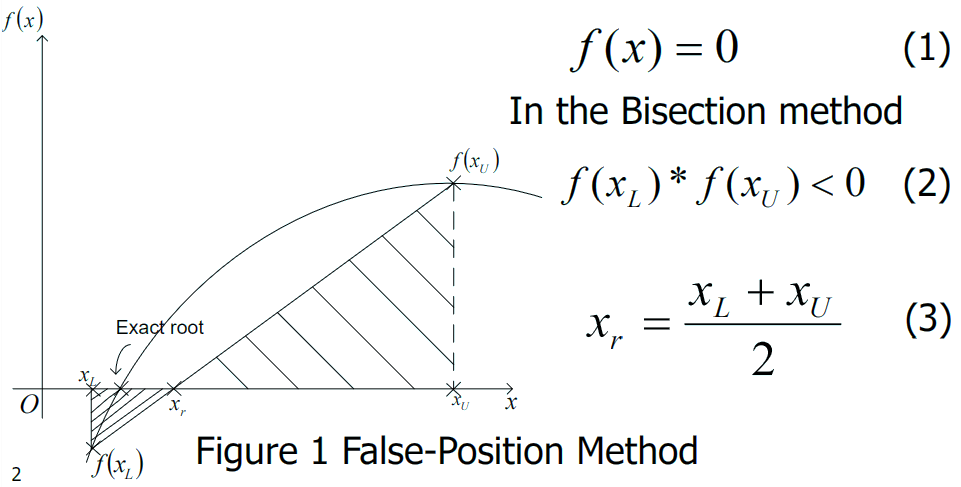 f(x)
f(x) = 0 (1)
In the Bisection method
f(x_U)
f(x_L) * f(x_U) < 0 (2)
x_r = \frac{x_L + x_U}{2} (3)
Exact root
x_L
O
x_r
x_U
x
f(x_L)
Figure 1 False-Position Method
2